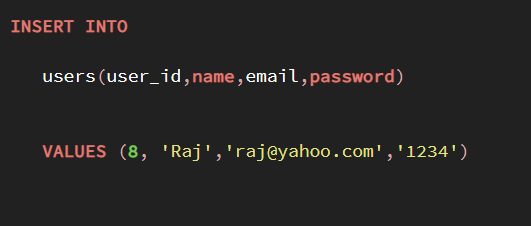 INSERT INTO
users(user_id,name,email,password)
VALUES (8, 'Raj','raj@yahoo.com','1234')